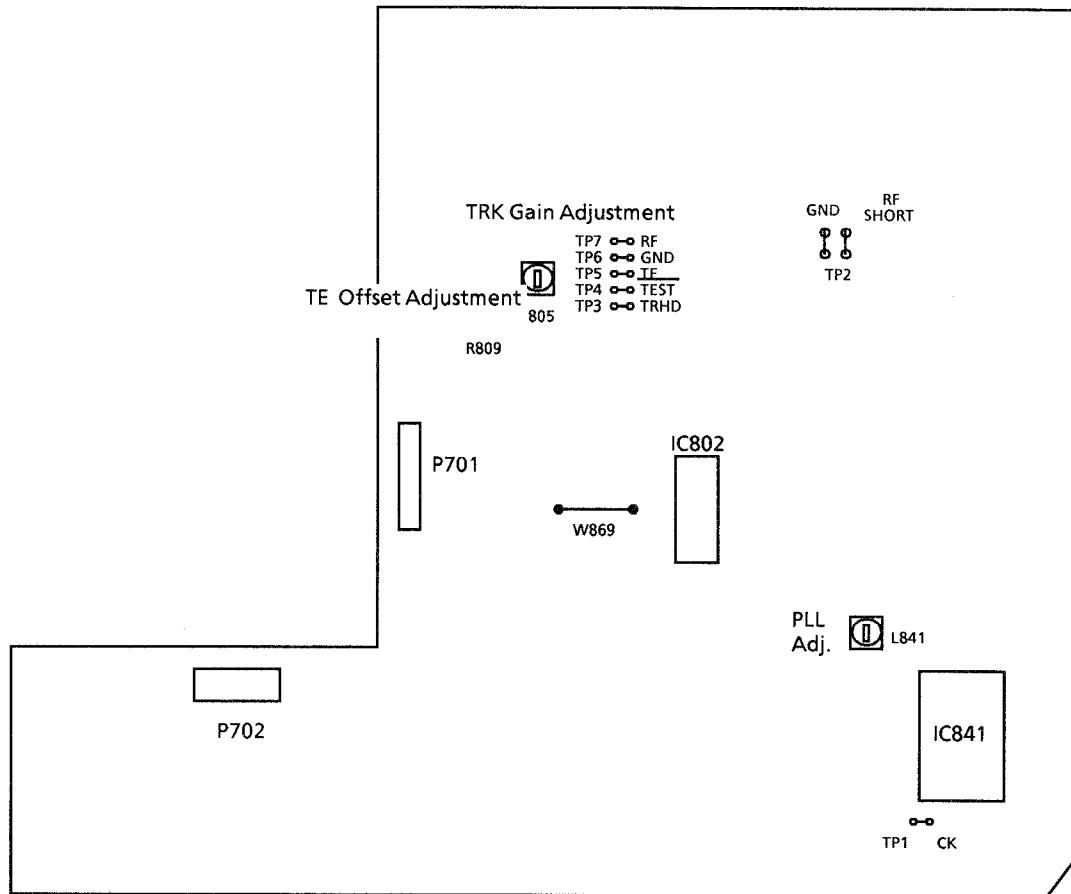 TRK Gain Adjustment
GND
RF
SHORT
TP7 RF
TP6 GND
TP5 TE
TP4 TEST
TP3 TRHD
TP2
TE Offset Adjustment
805
R809
P701
IC802
W869
PLL
Adj.
L841
P702
IC841
TP1 CK